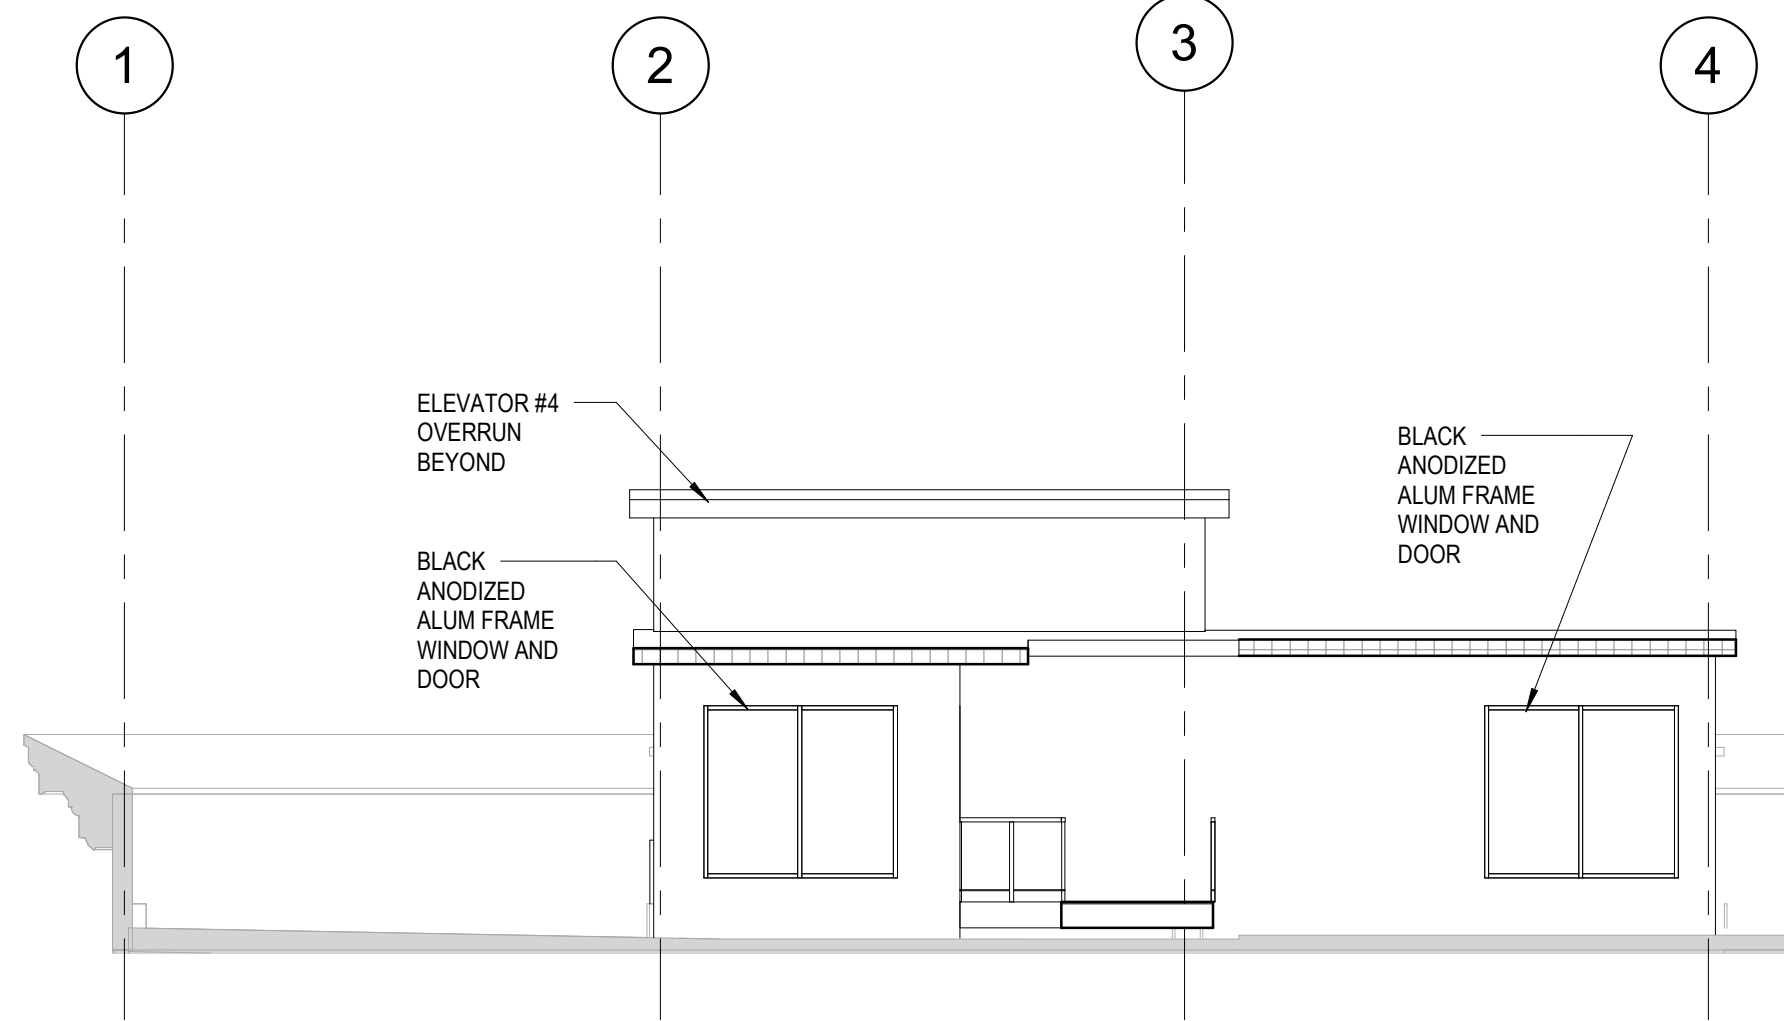 1
2
3
4
ELEVATOR #4
OVERRUN
BEYOND
BLACK
ANODIZED
ALUM FRAME
WINDOW AND
DOOR
BLACK
ANODIZED
ALUM FRAME
WINDOW AND
DOOR